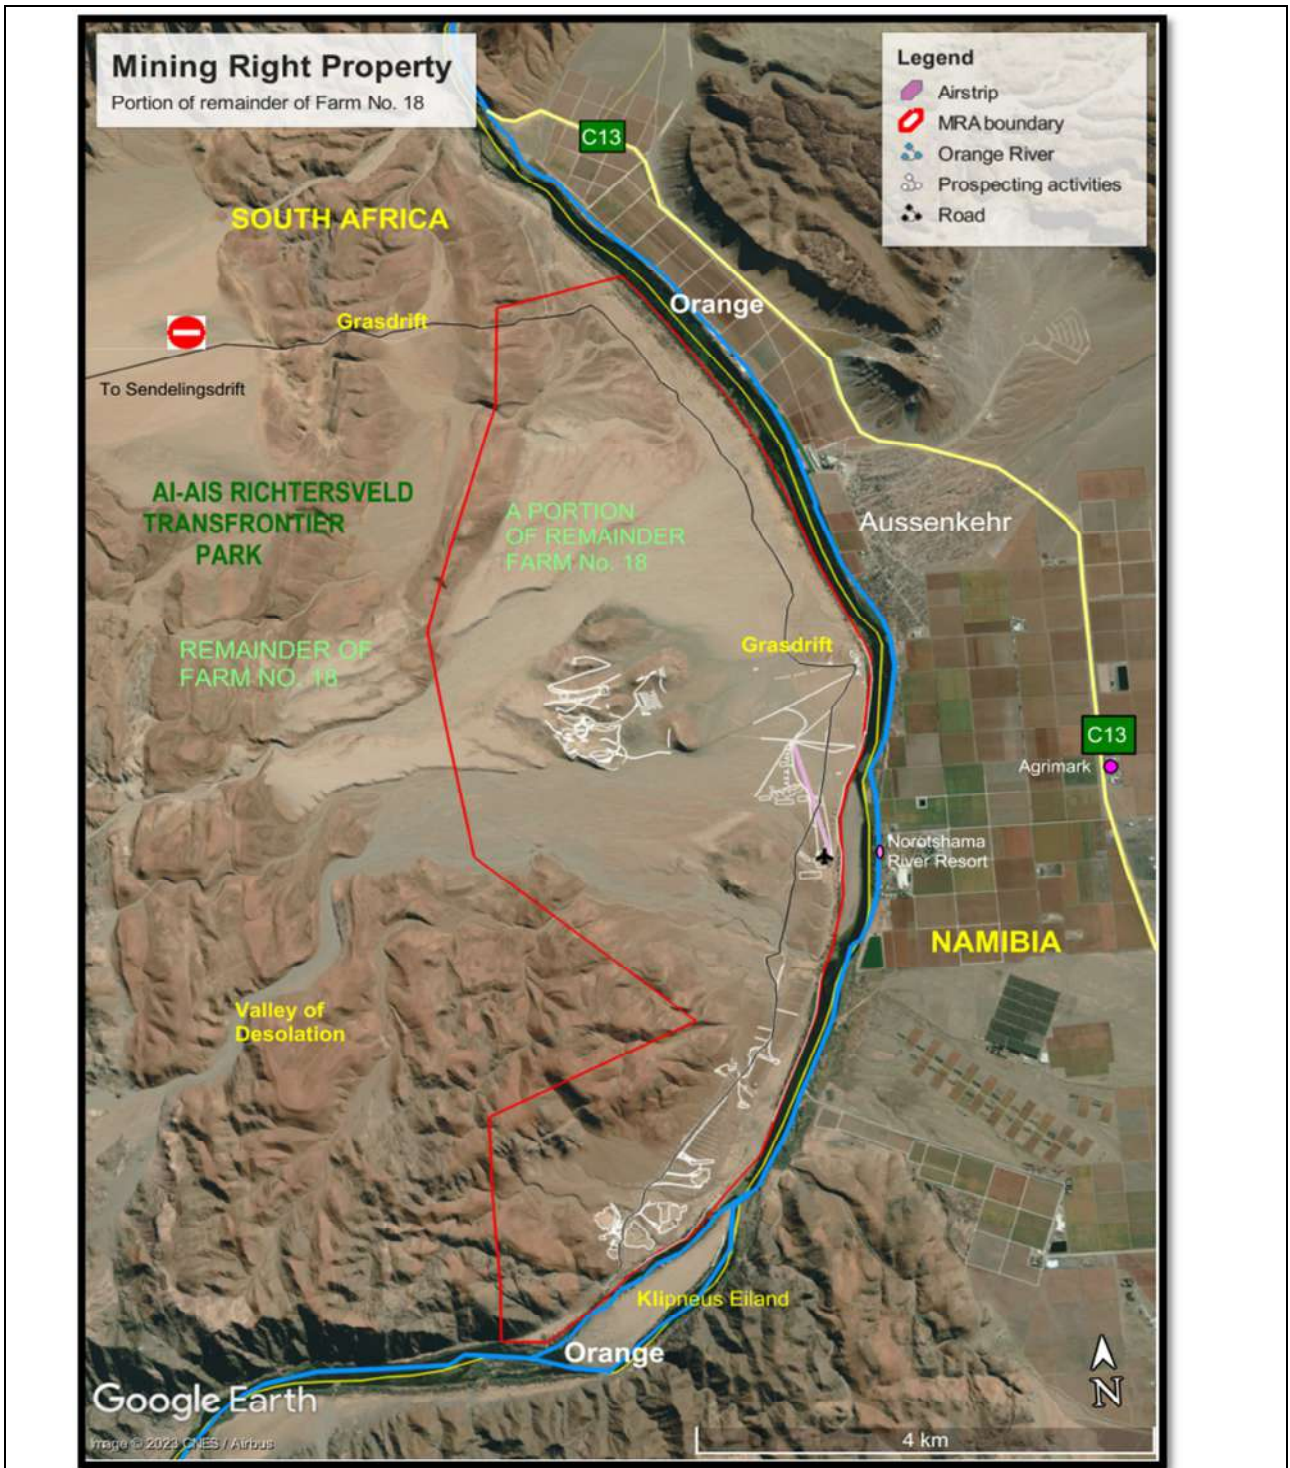 Mining Right Property
Portion of remainder of Farm No. 18
Legend
Airstrip
MRA boundary
Orange River
Prospecting activities
Road
C13
SOUTH AFRICA
Orange
Grasdrift
To Sendelingsdrift
AI-AIS RICHTERSVELD
TRANSFRONTIER
PARK
A PORTION
OF REMAINDER
FARM No. 18
Aussenkehr
REMAINDER OF
FARM NO. 18
Grasdrift
C13
Agrimark
Norotshama
River Resort
NAMIBIA
Valley of
Desolation
Klipneus Eiland
Orange
Google Earth
Image © 2023 CNES / Airbus
N
4 km